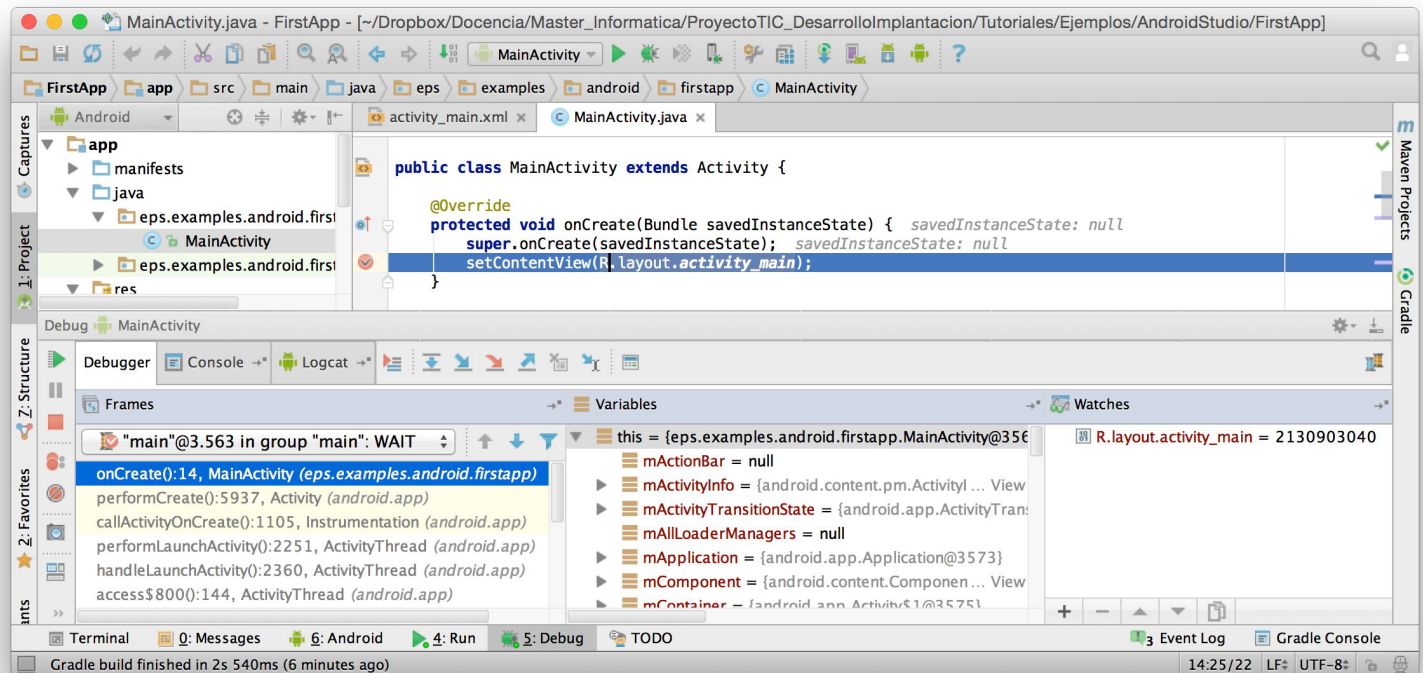 MainActivity.java - FirstApp - [~/Dropbox/Docencia/Master_Informatica/ProyectoTIC_DesarrolloImplantacion/Tutoriales/Ejemplos/AndroidStudio/FirstApp]
MainActivity
FirstApp app src main java eps examples android firstapp MainActivity
Captures
1: Project
Z: Structure
2: Favorites
Android
app
manifests
java
eps.examples.android.first
MainActivity
eps.examples.android.first
res
activity_main.xml MainActivity.java
public class MainActivity extends Activity {
@Override
protected void onCreate(Bundle savedInstanceState) { savedInstanceState: null
super.onCreate(savedInstanceState); savedInstanceState: null
setContentView(R.layout.activity_main);
}
Maven Projects
Gradle
Debug MainActivity
Debugger Console Logcat
Frames
"main"@3.563 in group "main": WAIT
onCreate():14, MainActivity (eps.examples.android.firstapp)
performCreate():5937, Activity (android.app)
callActivityOnCreate():1105, Instrumentation (android.app)
performLaunchActivity():2251, ActivityThread (android.app)
handleLaunchActivity():2360, ActivityThread (android.app)
access$800():144, ActivityThread (android.app)
Variables
this = {eps.examples.android.firstapp.MainActivity@356
mActionBar = null
mActivityInfo = {android.content.pm.ActivityI ... View
mActivityTransitionState = {android.app.ActivityTrans
mAllLoaderManagers = null
mApplication = {android.app.Application@3573}
mComponent = {android.content.Componen ... View
mContainer = {android.app.Activity$1@3575}
Watches
R.layout.activity_main = 2130903040
Terminal 0: Messages 6: Android 4: Run 5: Debug TODO 3 Event Log Gradle Console
Gradle build finished in 2s 540ms (6 minutes ago) 14:25/22 LF UTF-8